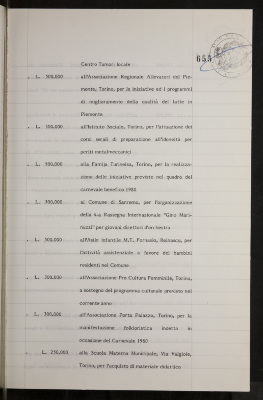 Centro Tumori locale
655
" L. 300.000 all'Associazione Regionale Allevatori del Pie-
monte, Torino, per le iniziative ed i programmi
di miglioramento della qualità del latte in
Piemonte
" L. 300.000 all'Istituto Sociale, Torino, per l'attuazione dei
corsi serali di preparazione all'idoneità per
periti metalmeccanici
" L. 300.000 alla Famija Turineisa, Torino, per la realizza-
zione delle iniziative previste nel quadro del
carnevale benefico 1980
" L. 300.000 al Comune di Sanremo, per l'organizzazione
della 4.a Rassegna Internazionale "Gino Mari-
nuzzi" per giovani direttori d'orchestra
" L. 300.000 all'Asilo Infantile M.T. Fornasio, Beinasco, per
l'attività assistenziale a favore dei bambini
residenti nel Comune
" L. 300.000 all'Associazione Pro Cultura Femminile, Torino,
a sostegno del programma culturale previsto nel
corrente anno
" L. 300.000 all'Associazione Porta Palazzo, Torino, per la
manifestazione folkloristica indetta in
occasione del Carnevale 1980
" L. 250.000 alla Scuola Materna Municipale, Via Valgioie,
Torino, per l'acquisto di materiale didattico